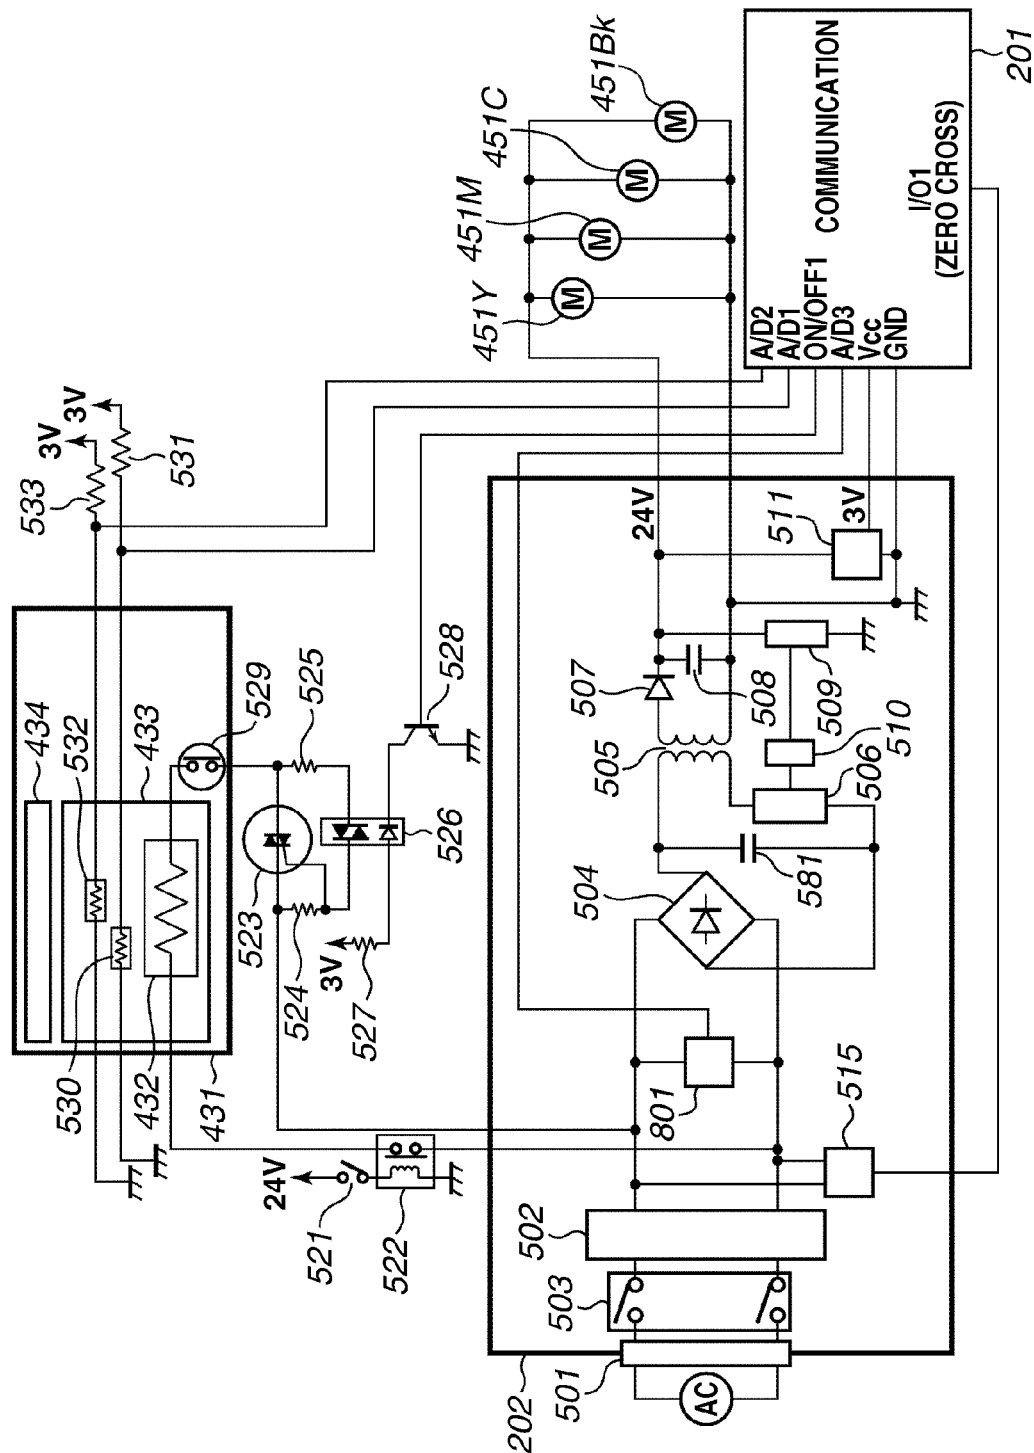 451Bk
451C
451M
451Y
M
M
M
M
201
COMMUNICATION
I/O1
(ZERO CROSS)
A/D2
A/D1
ON/OFF1
A/D3
Vcc
GND
3V
3V
533
531
434
532
433
529
530
432
431
525
528
523
524
526
3V
527
24V
521
522
24V
511
3V
507
508
509
505
510
506
504
581
801
515
502
503
501
202
AC